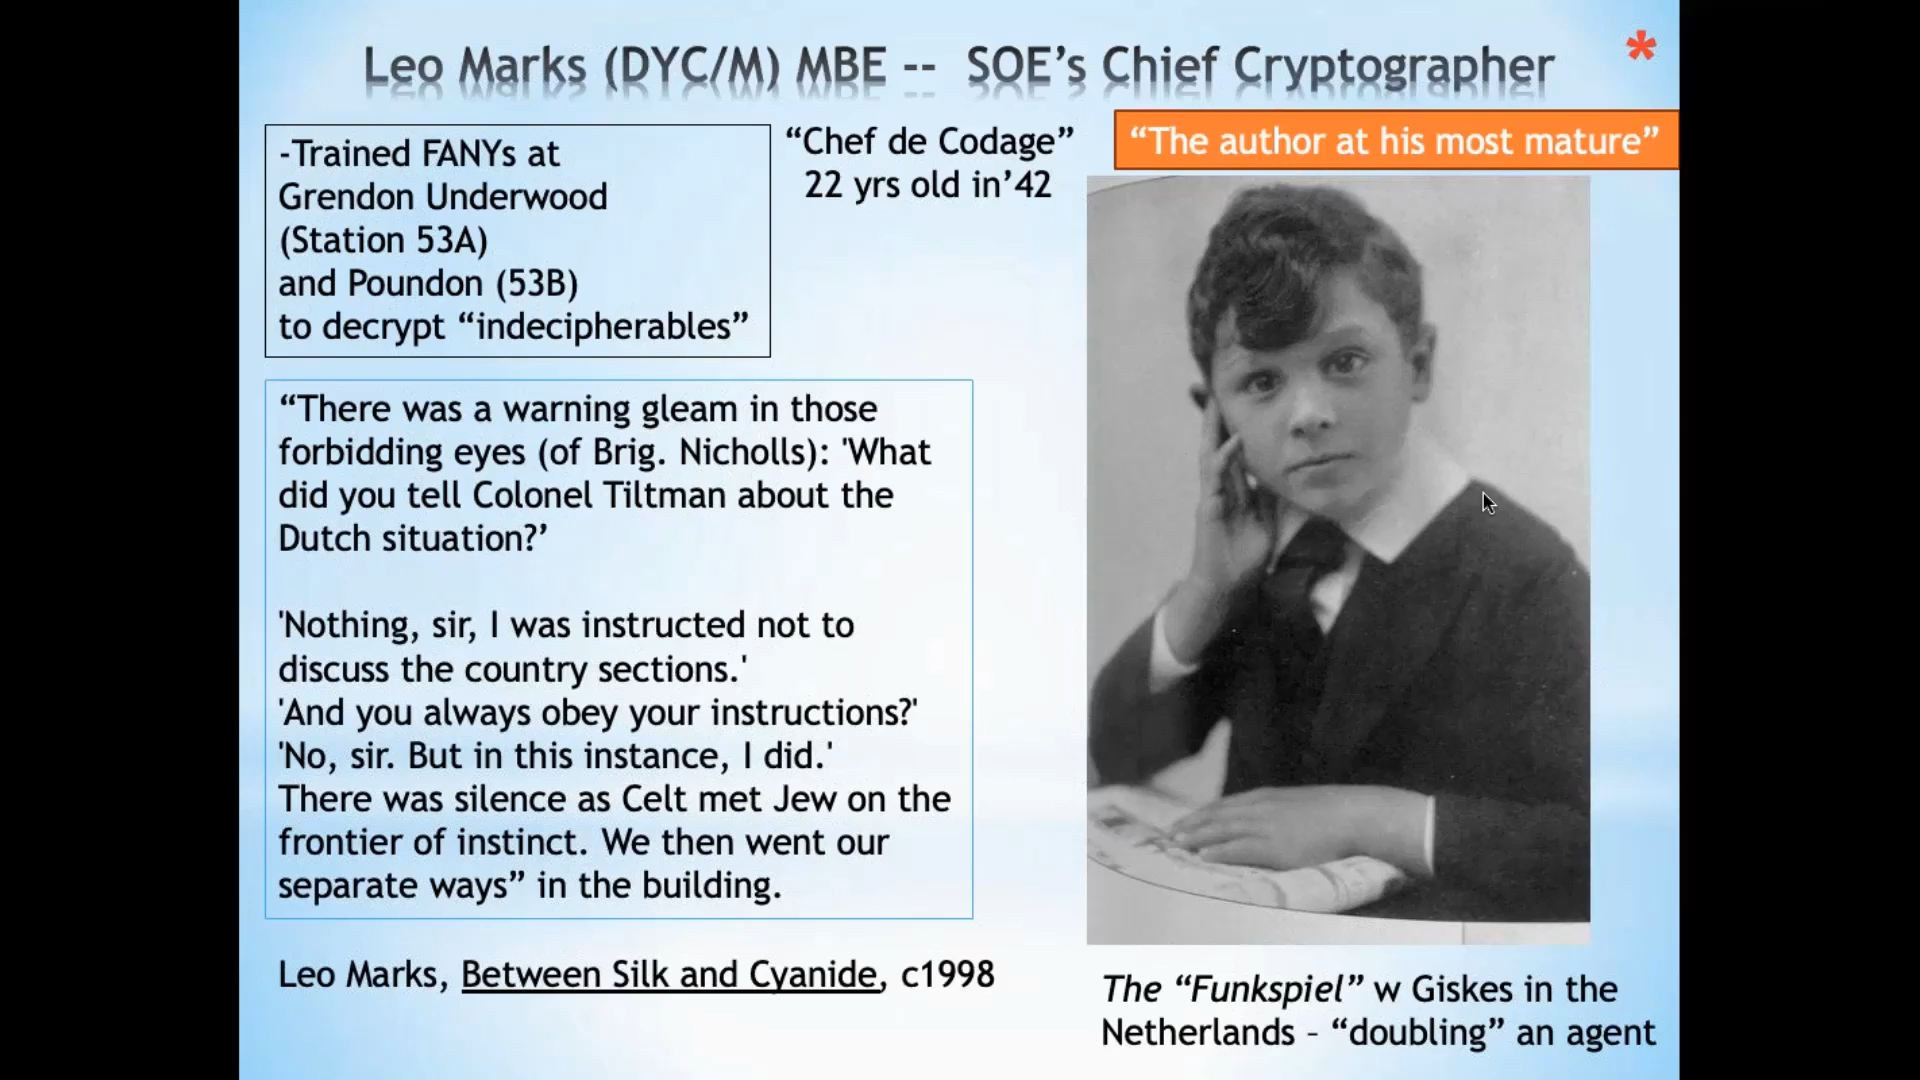 Leo Marks (DYC/M) MBE -- SOE’s Chief Cryptographer
*
-Trained FANYs at
Grendon Underwood
(Station 53A)
and Poundon (53B)
to decrypt “indecipherables”
“Chef de Codage”
22 yrs old in’42
“The author at his most mature”
“There was a warning gleam in those
forbidding eyes (of Brig. Nicholls): 'What
did you tell Colonel Tiltman about the
Dutch situation?’
'Nothing, sir, I was instructed not to
discuss the country sections.'
'And you always obey your instructions?'
'No, sir. But in this instance, I did.'
There was silence as Celt met Jew on the
frontier of instinct. We then went our
separate ways” in the building.
Leo Marks, Between Silk and Cyanide, c1998
The “Funkspiel” w Giskes in the
Netherlands – “doubling” an agent